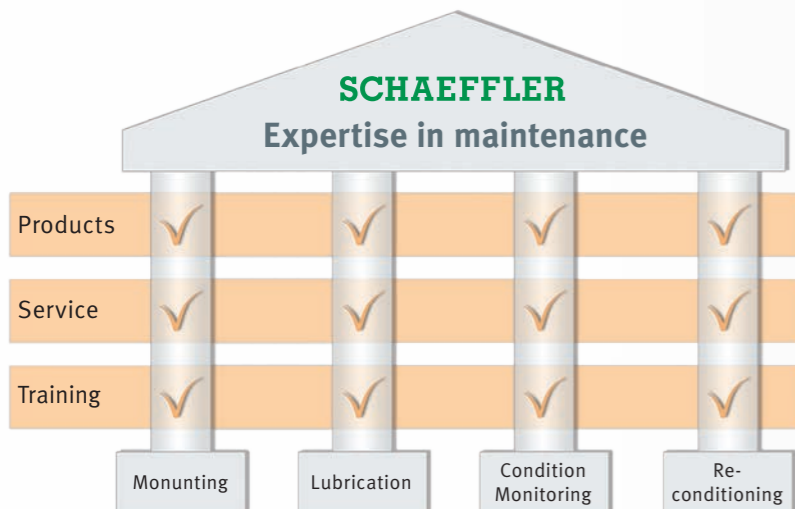 SCHAEFFLER
Expertise in maintenance
Products
Service
Training
Monunting
Lubrication
Condition
Monitoring
Re-
conditioning